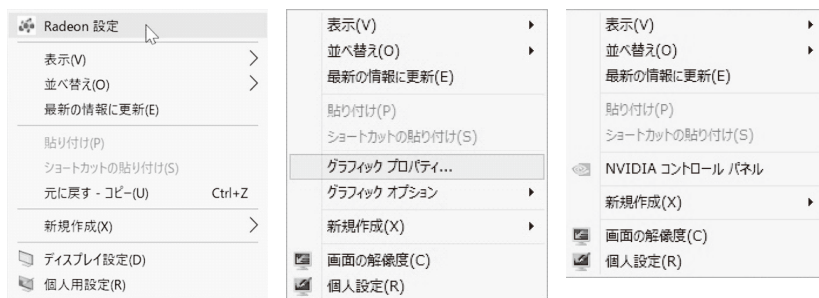 Radeon 設定
表示(V)
並べ替え(O)
最新の情報に更新(E)
貼り付け(P)
ショートカットの貼り付け(S)
元に戻す - コピー(U) Ctrl+Z
新規作成(X)
ディスプレイ設定(D)
個人用設定(R)
表示(V)
並べ替え(O)
最新の情報に更新(E)
貼り付け(P)
ショートカットの貼り付け(S)
グラフィック プロパティ...
グラフィック オプション
新規作成(X)
画面の解像度(C)
個人設定(R)
表示(V)
並べ替え(O)
最新の情報に更新(E)
貼り付け(P)
ショートカットの貼り付け(S)
NVIDIA コントロール パネル
新規作成(X)
画面の解像度(C)
個人設定(R)